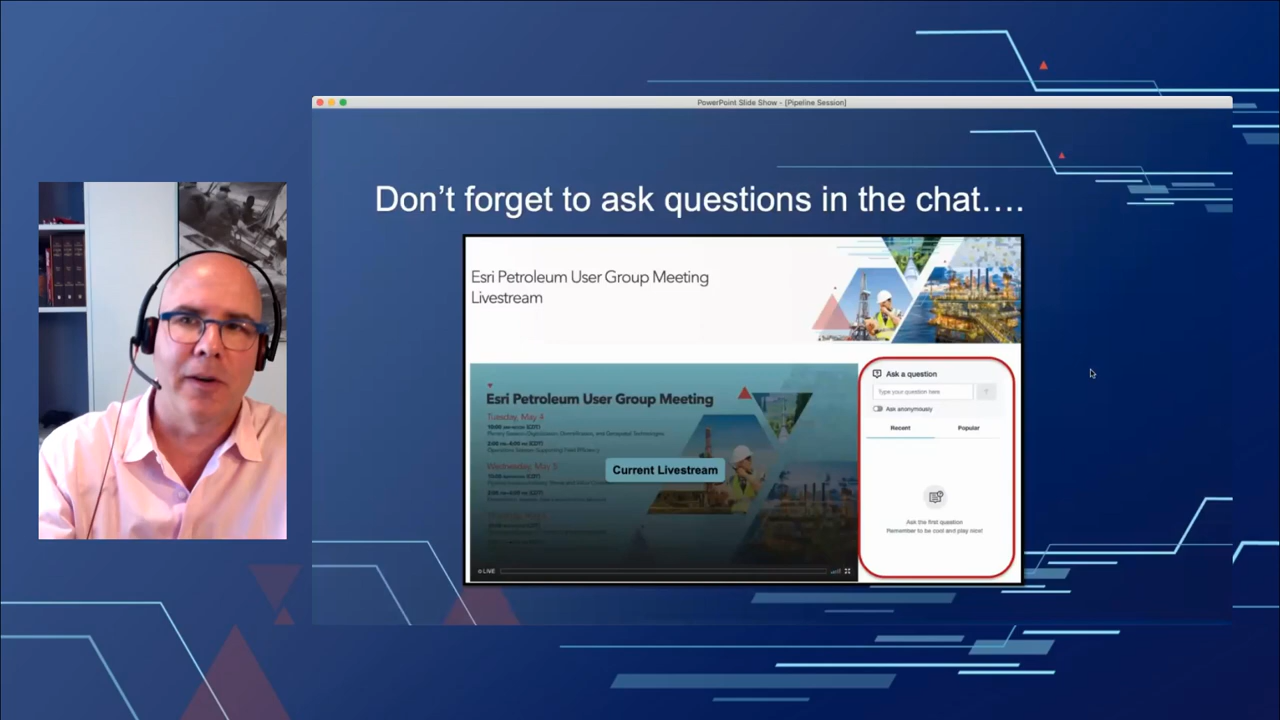 PowerPoint Slide Show - [Pipeline Session]
Don't forget to ask questions in the chat….
Esri Petroleum User Group Meeting
Livestream
Esri Petroleum User Group Meeting
Tuesday, May 4
Wednesday, May 5
Current Livestream
LIVE
Ask a question
Type your question here
Ask anonymously
Recent
Popular
Ask the first question
Remember to be cool and play nice!